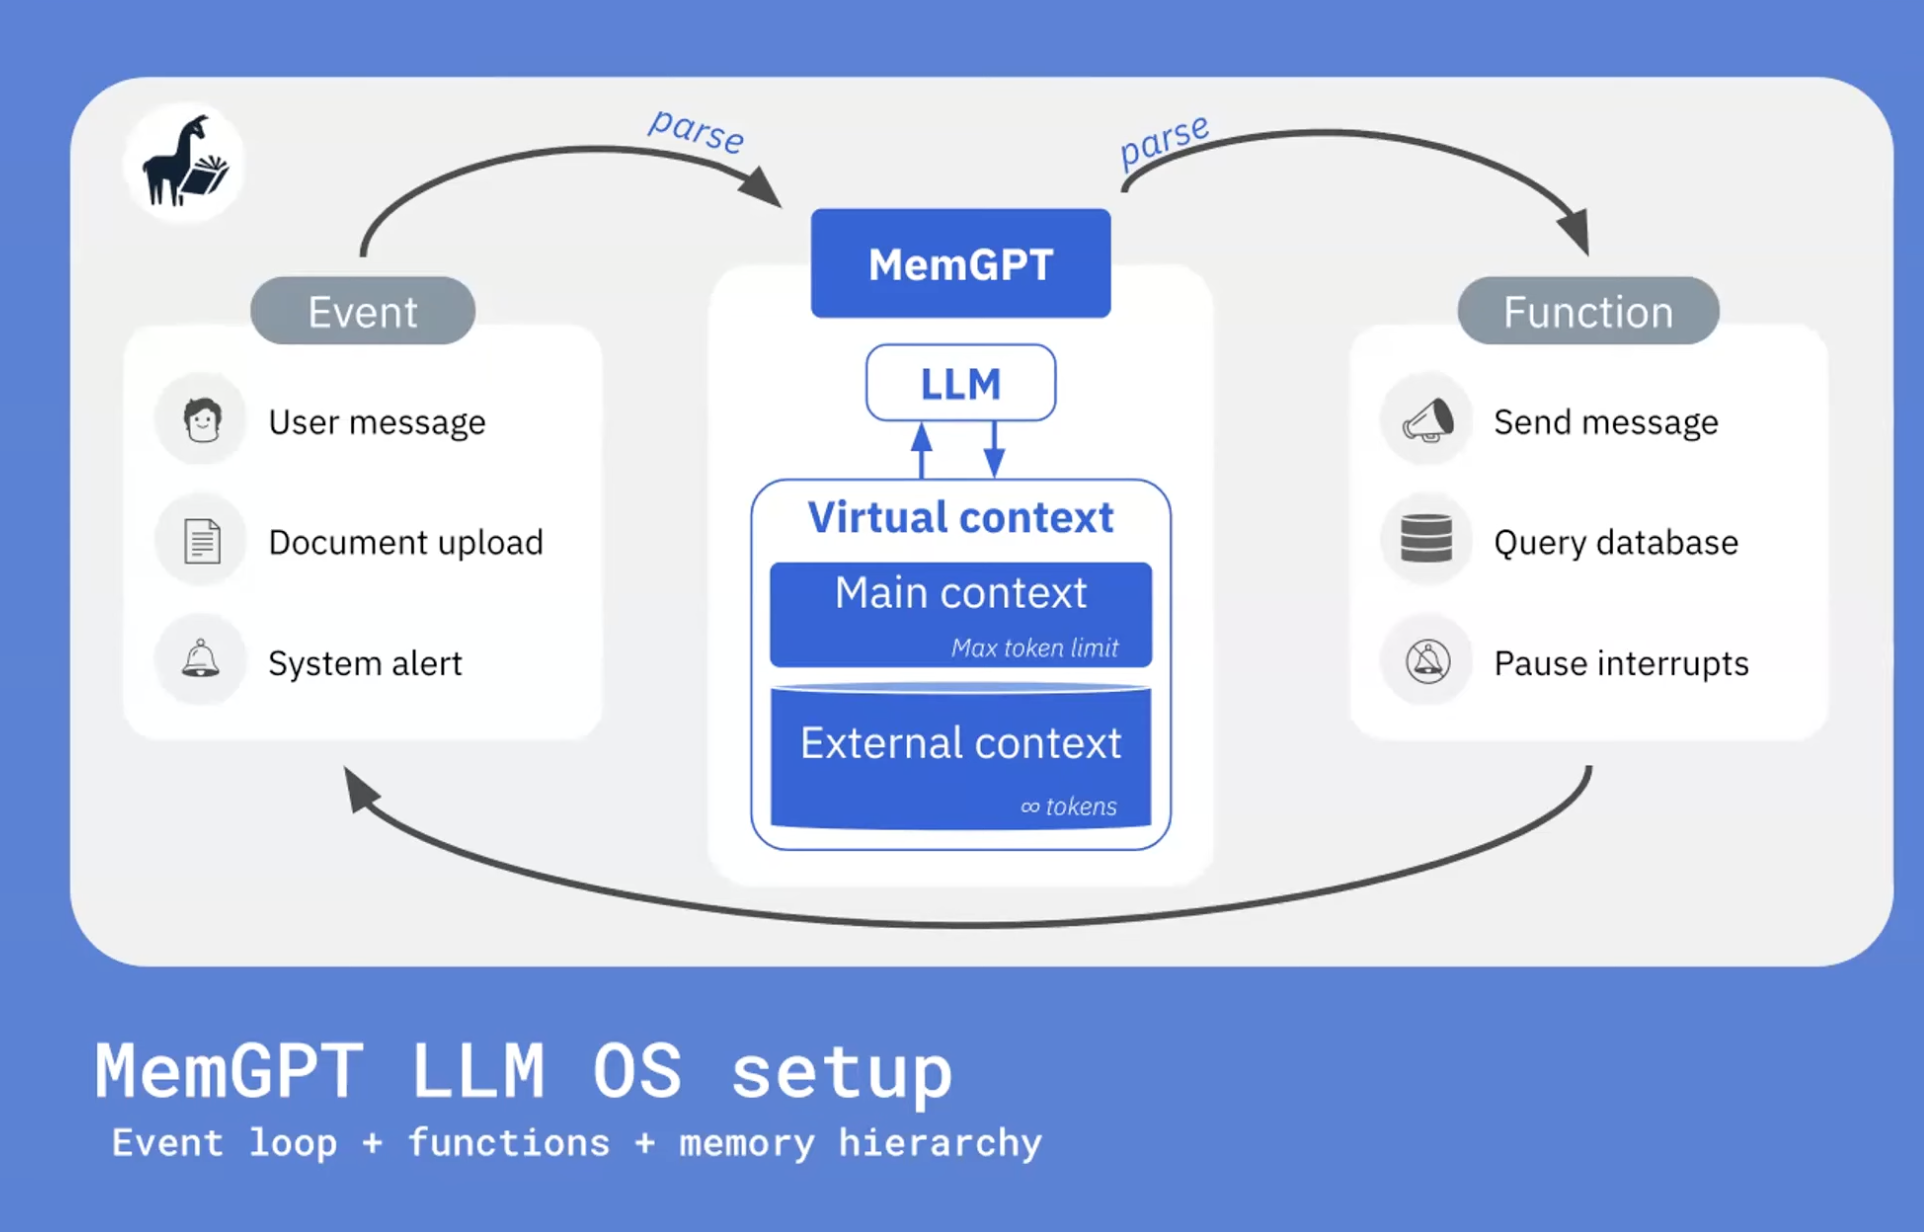 parse
parse
MemGPT
Event
User message
Document upload
System alert
LLM
Virtual context
Main context
Max token limit
External context
∞ tokens
Function
Send message
Query database
Pause interrupts
MemGPT LLM OS setup
Event loop + functions + memory hierarchy